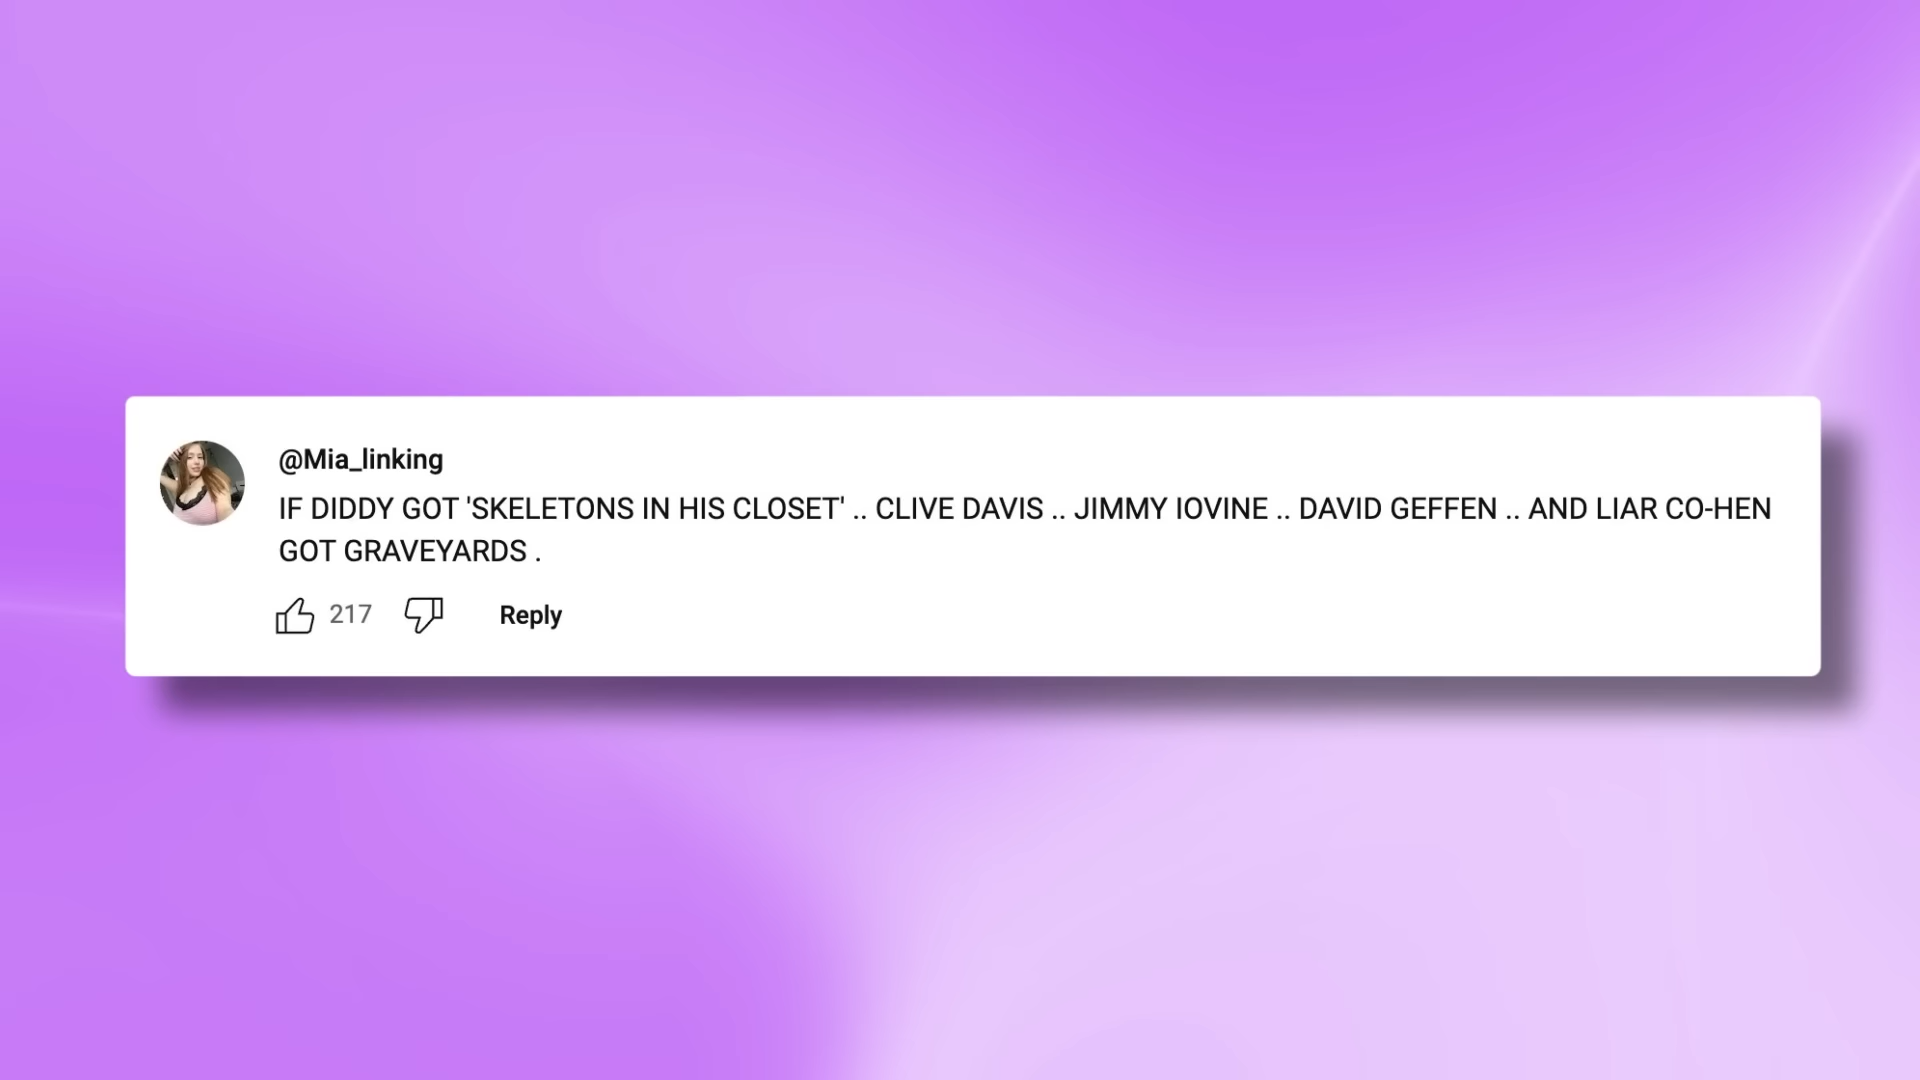 @Mia_linking
IF DIDDY GOT 'SKELETONS IN HIS CLOSET' .. CLIVE DAVIS .. JIMMY IOVINE .. DAVID GEFFEN .. AND LIAR CO-HEN
GOT GRAVEYARDS .
217 Reply